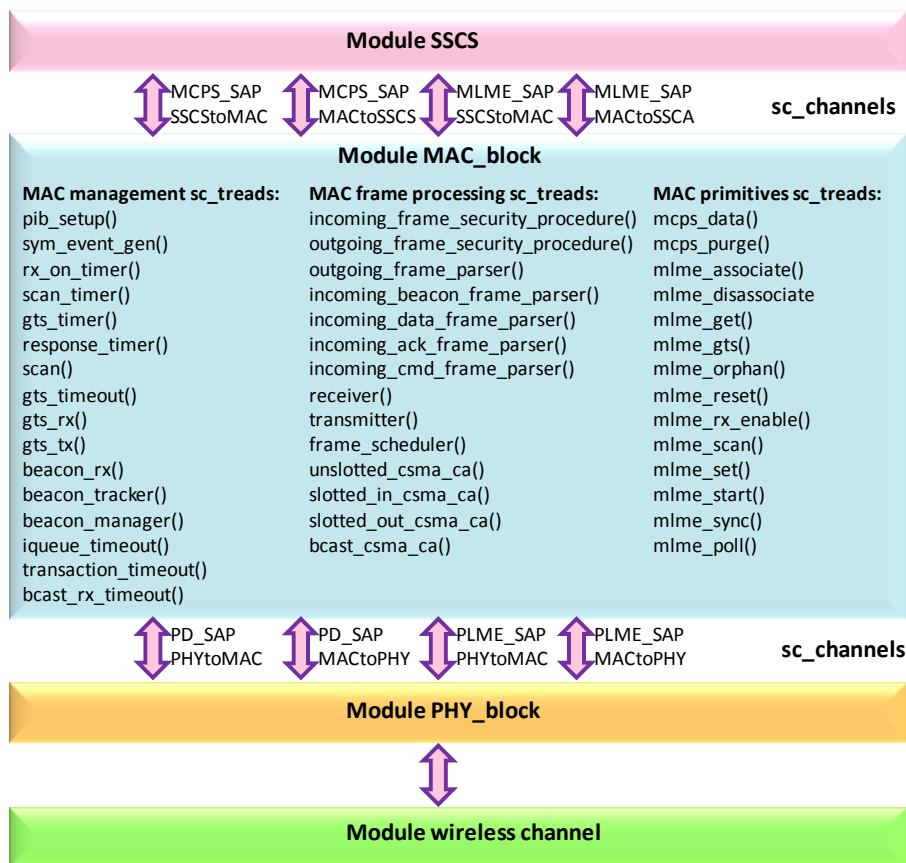 Module SSCS
MCPS_SAP
SSCStoMAC
MCPS_SAP
MACtoSSCS
MLME_SAP
SSCStoMAC
MLME_SAP
MACtoSSCA
sc_channels
Module MAC_block
MAC management sc_treads:
pib_setup()
sym_event_gen()
rx_on_timer()
scan_timer()
gts_timer()
response_timer()
scan()
gts_timeout()
gts_rx()
gts_tx()
beacon_rx()
beacon_tracker()
beacon_manager()
iqueue_timeout()
transaction_timeout()
bcast_rx_timeout()
MAC frame processing sc_treads:
incoming_frame_security_procedure()
outgoing_frame_security_procedure()
outgoing_frame_parser()
incoming_beacon_frame_parser()
incoming_data_frame_parser()
incoming_ack_frame_parser()
incoming_cmd_frame_parser()
receiver()
transmitter()
frame_scheduler()
unslotted_csma_ca()
slotted_in_csma_ca()
slotted_out_csma_ca()
bcast_csma_ca()
MAC primitives sc_treads:
mcps_data()
mcps_purge()
mlme_associate()
mlme_disassociate
mlme_get()
mlme_gts()
mlme_orphan()
mlme_reset()
mlme_rx_enable()
mlme_scan()
mlme_set()
mlme_start()
mlme_sync()
mlme_poll()
PD_SAP
PHYtoMAC
PD_SAP
MACtoPHY
PLME_SAP
PHYtoMAC
PLME_SAP
MACtoPHY
sc_channels
Module PHY_block
Module wireless channel